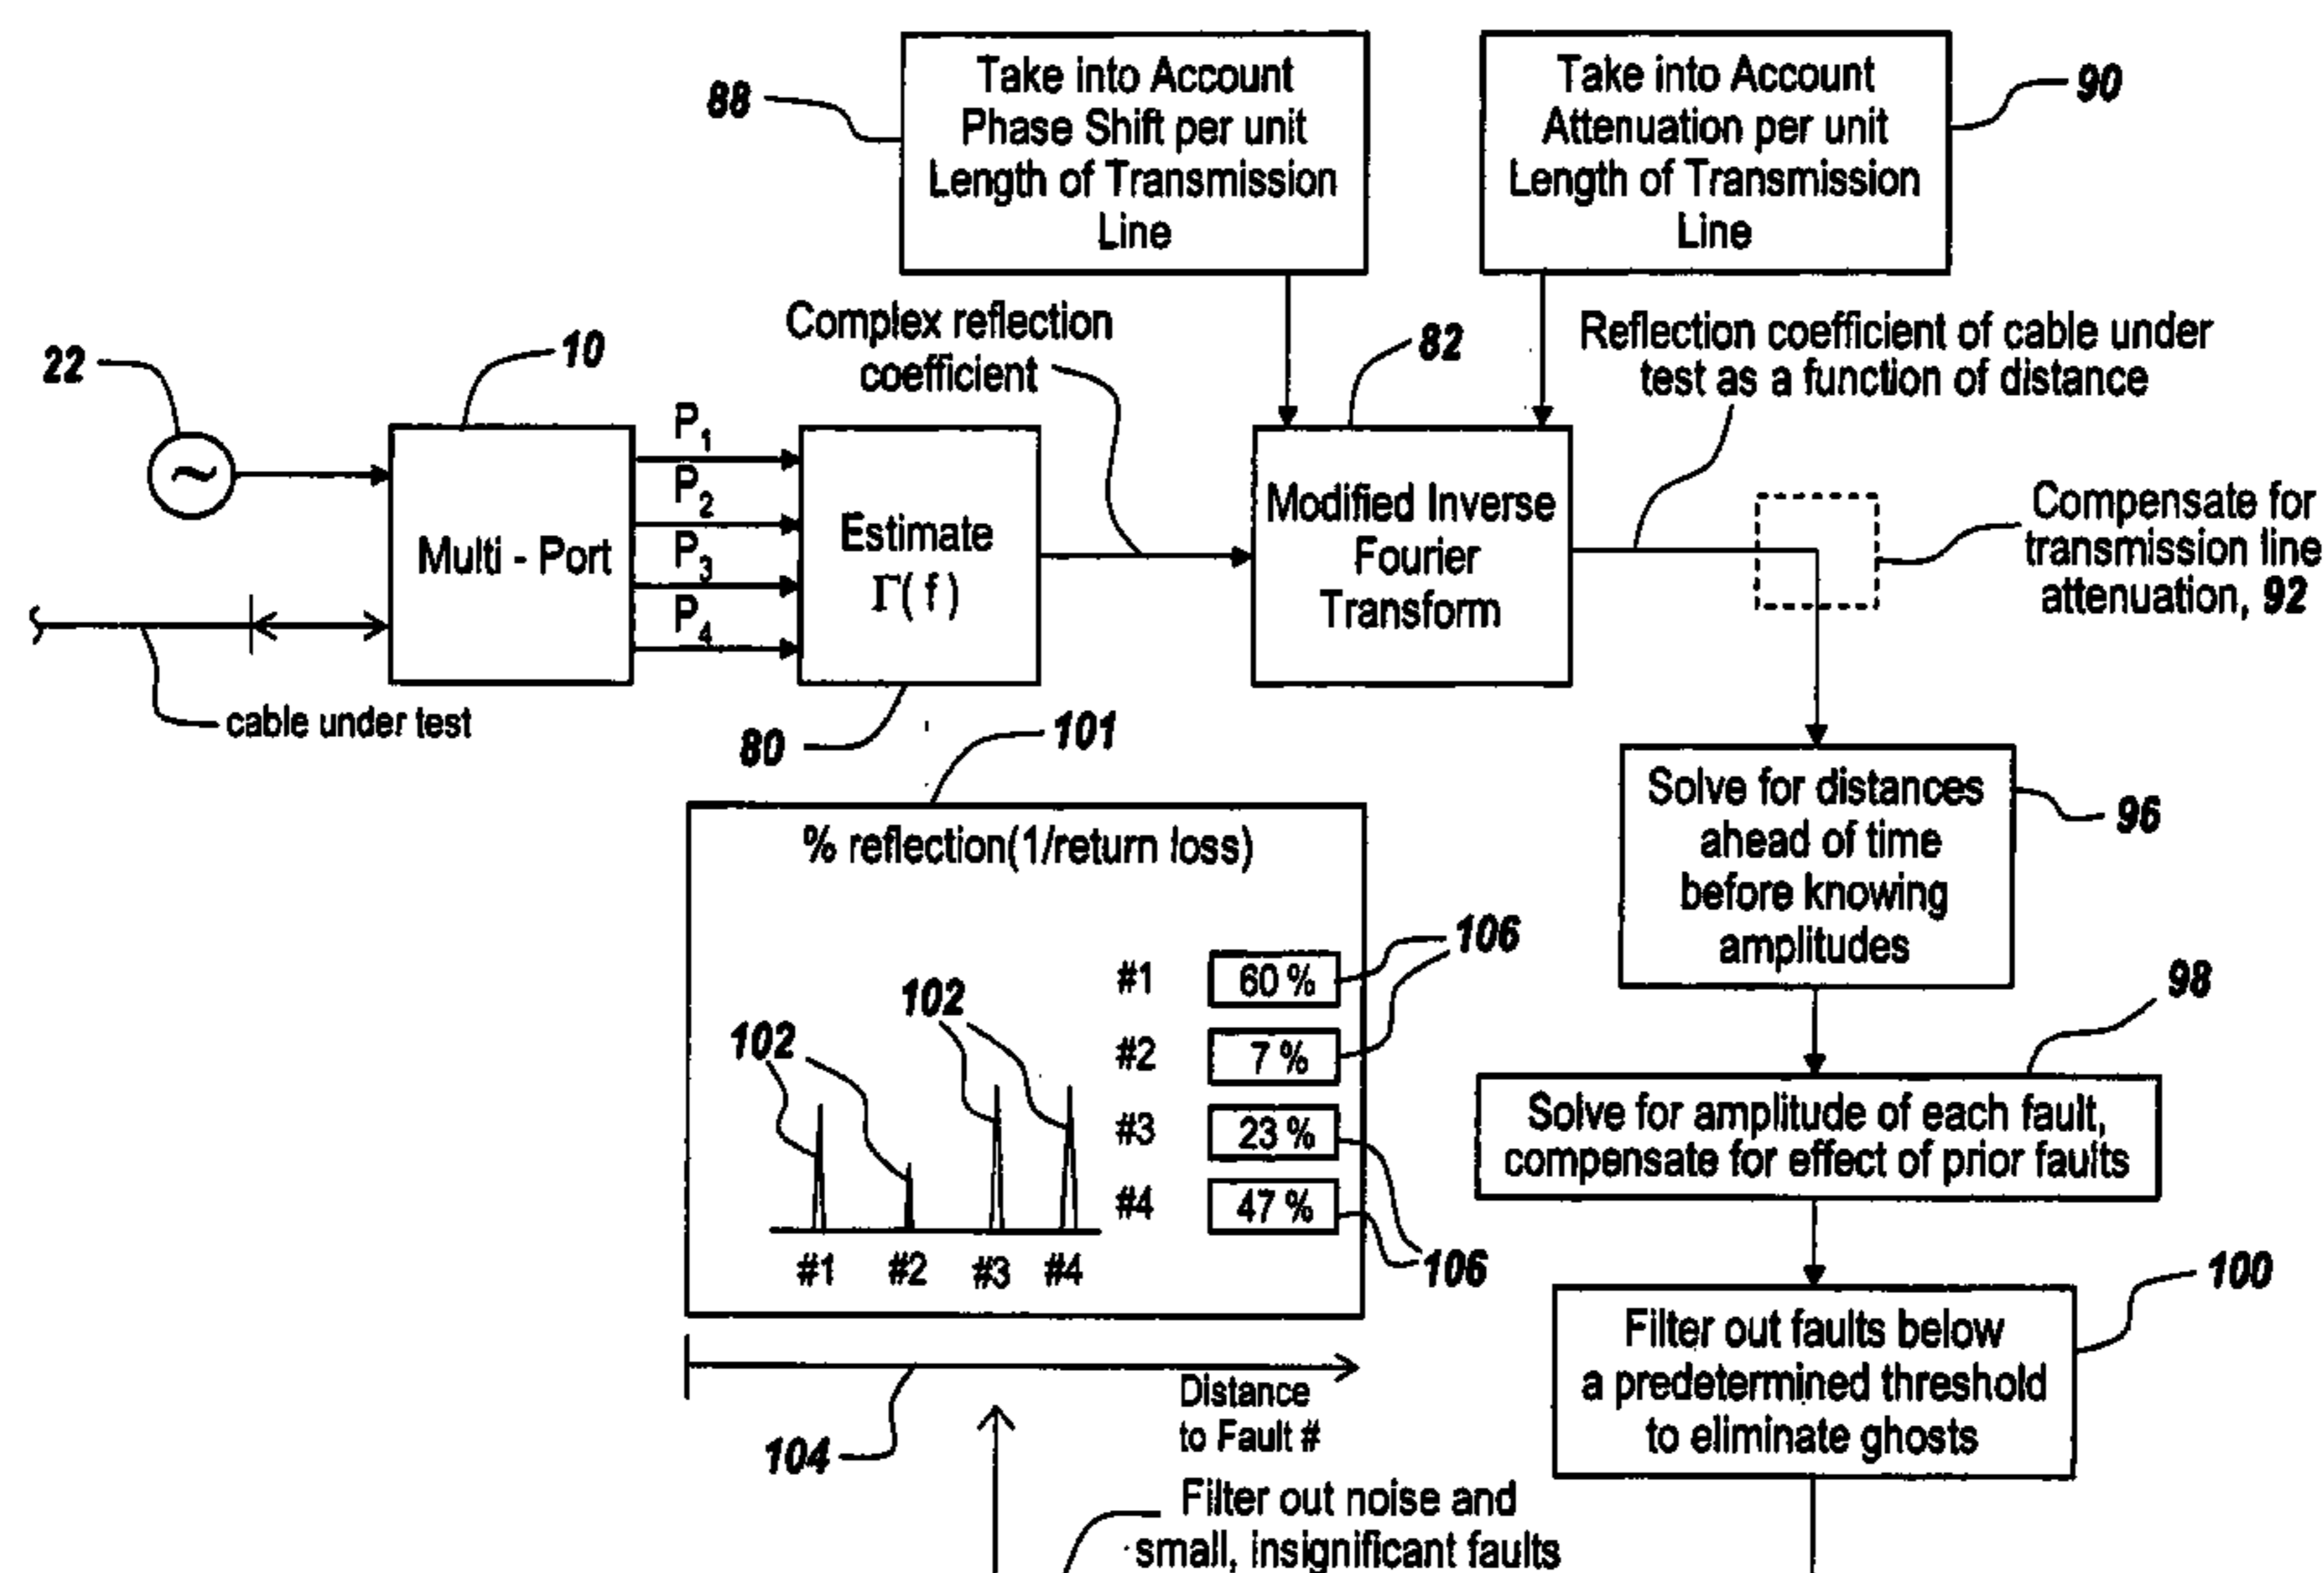 Take into Account
Phase Shift per unit
Length of Transmission
Line
88
Take into Account
Attenuation per unit
Length of Transmission
Line
90
22
10
Complex reflection
coefficient
82
Reflection coefficient of cable under
test as a function of distance
~
Multi - Port
P1
P2
P3
P4
Estimate
Γ( f )
Modified Inverse
Fourier
Transform
Compensate for
transmission line
attenuation, 92
cable under test
80
101
% reflection(1/return loss)
Solve for distances
ahead of time
before knowing
amplitudes
96
102
102
#1 60 %
#2 7 %
#3 23 %
#4 47 %
106
106
#1 #2 #3 #4
98
Solve for amplitude of each fault,
compensate for effect of prior faults
100
Filter out faults below
a predetermined threshold
to eliminate ghosts
104
Distance
to Fault #
Filter out noise and
small, insignificant faults